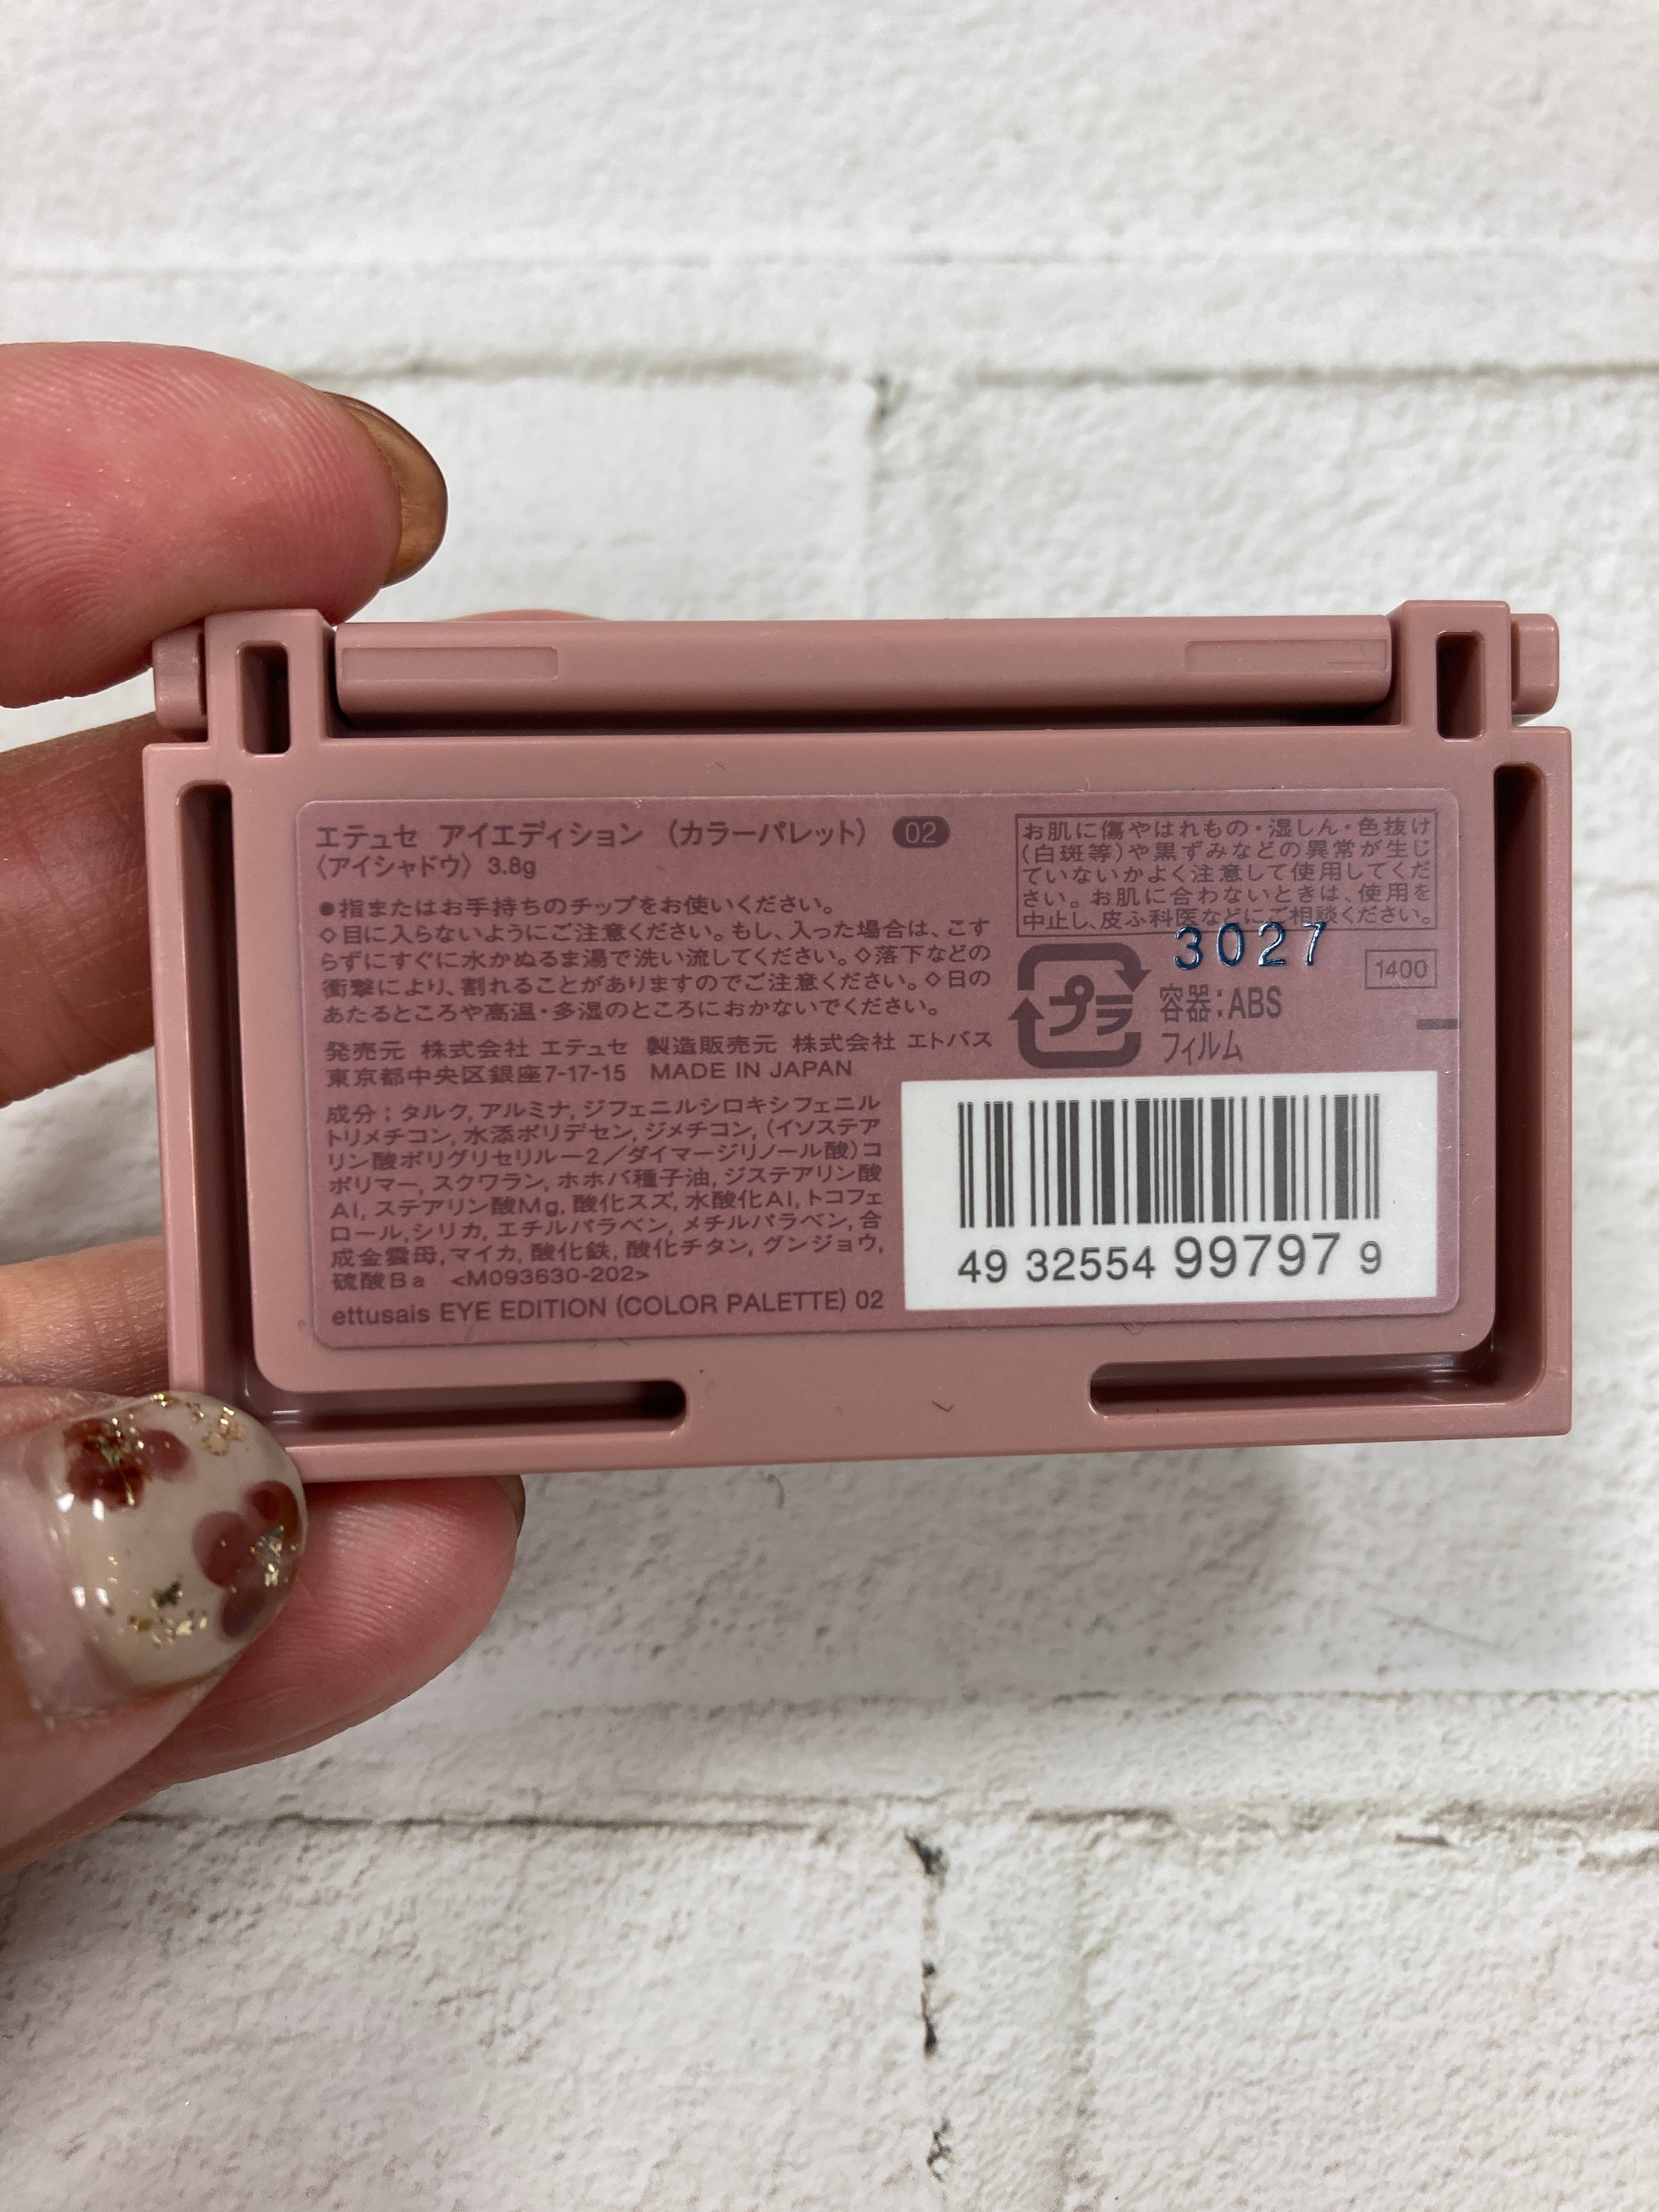 エテュセ アイエディション (カラーパレット) 02
〈アイシャドウ〉 3.8g
●指またはお手持ちのチップをお使いください。
◇目に入らないようにご注意ください。もし、入った場合は、こす
らずにすぐに水かぬるま湯で洗い流してください。◇落下などの
衝撃により、割れることがありますのでご注意ください。◇日の
あたるところや高温・多湿のところにおかないでください。
発売元 株式会社 エテュセ 製造販売元 株式会社 エトバス
東京都中央区銀座7-17-15 MADE IN JAPAN
成分：タルク, アルミナ, ジフェニルシロキシフェニル
トリメチコン, 水添ポリデセン, ジメチコン, (イソステア
リン酸ポリグリセリル－2／ダイマージリノール酸)コ
ポリマー, スクワラン, ホホバ種子油, ジステアリン酸
Al, ステアリン酸Mg, 酸化スズ, 水酸化Al, トコフェ
ロール, シリカ, エチルパラベン, メチルパラベン, 合
成金雲母, マイカ, 酸化鉄, 酸化チタン, グンジョウ,
硫酸Ba <M093630-202>
ettusais EYE EDITION (COLOR PALETTE) 02
お肌に傷やはれもの・湿しん・色抜け
(白斑等)や黒ずみなどの異常が生じ
ていないかよく注意して使用してくだ
さい。お肌に合わないときは、使用を
中止し、皮ふ科医などにご相談ください。
3027
1400
プラ
容器：ABS
フィルム
49 32554 99797 9